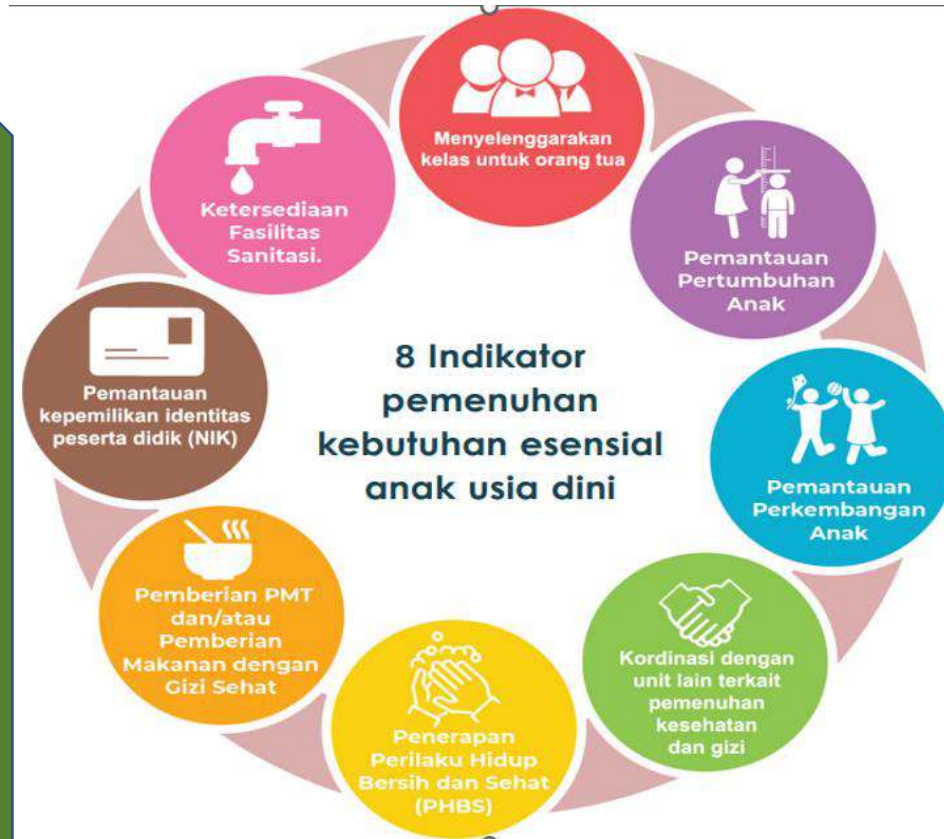 Menyelenggarakan
kelas untuk orang tua
Pemantauan
Pertumbuhan
Anak
Pemantauan
Perkembangan
Anak
Kordinasi dengan
unit lain terkait
pemenuhan
kesehatan
dan gizi
Penerapan
Perilaku Hidup
Bersih dan Sehat
(PHBS)
Pemberian PMT
dan/atau
Pemberian
Makanan dengan
Gizi Sehat
Pemantauan
kepemilikan identitas
peserta didik (NIK)
Ketersediaan
Fasilitas
Sanitasi.
8 Indikator
pemenuhan
kebutuhan esensial
anak usia dini